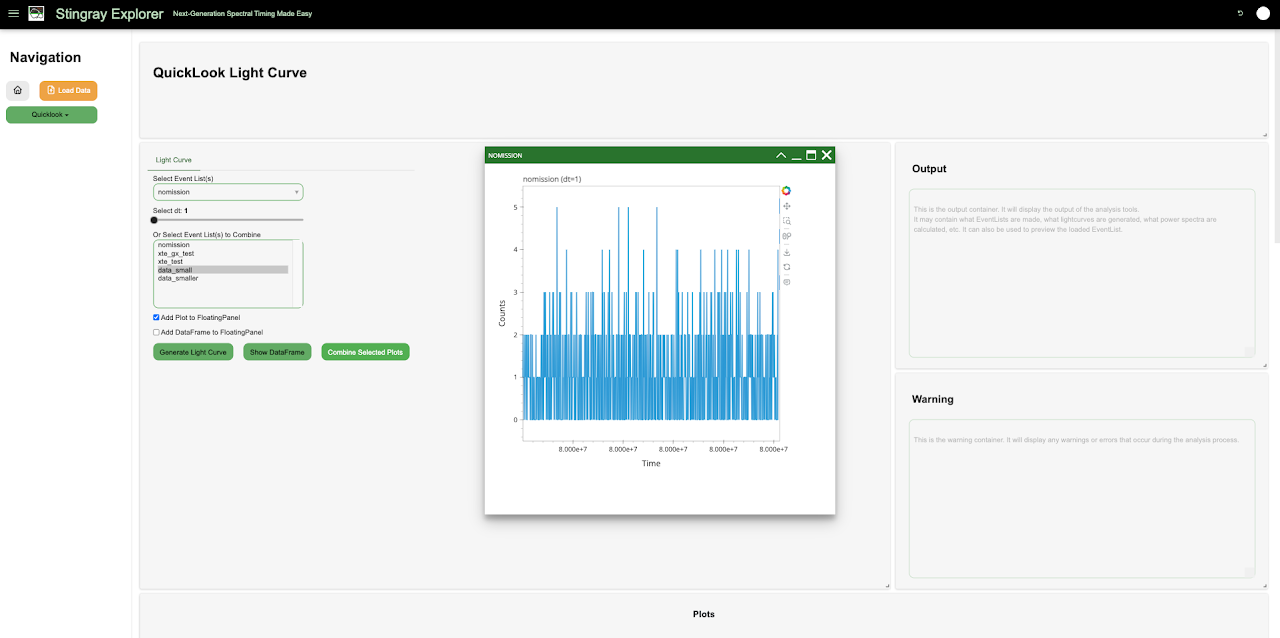 Stingray Explorer Next-Generation Spectral Timing Made Easy
Navigation
Load Data
Quicklook
QuickLook Light Curve
Light Curve
Select Event List(s)
nomission
Select dt: 1
Or Select Event List(s) to Combine
nomission
xte_gx_test
xte_test
data_small
data_smaller
Add Plot to FloatingPanel
Add DataFrame to FloatingPanel
Generate Light Curve Show DataFrame Combine Selected Plots
NOMISSION
nomission (dt=1)
5
4
3
2
1
0
Counts
8.000e+7 8.000e+7 8.000e+7 8.000e+7 8.000e+7
Time
Output
This is the output container. It will display the output of the analysis tools.
It may contain what EventLists are made, what lightcurves are generated, what power spectra are
calculated, etc. It can also be used to preview the loaded EventList.
Warning
This is the warning container. It will display any warnings or errors that occur during the analysis process.
Plots